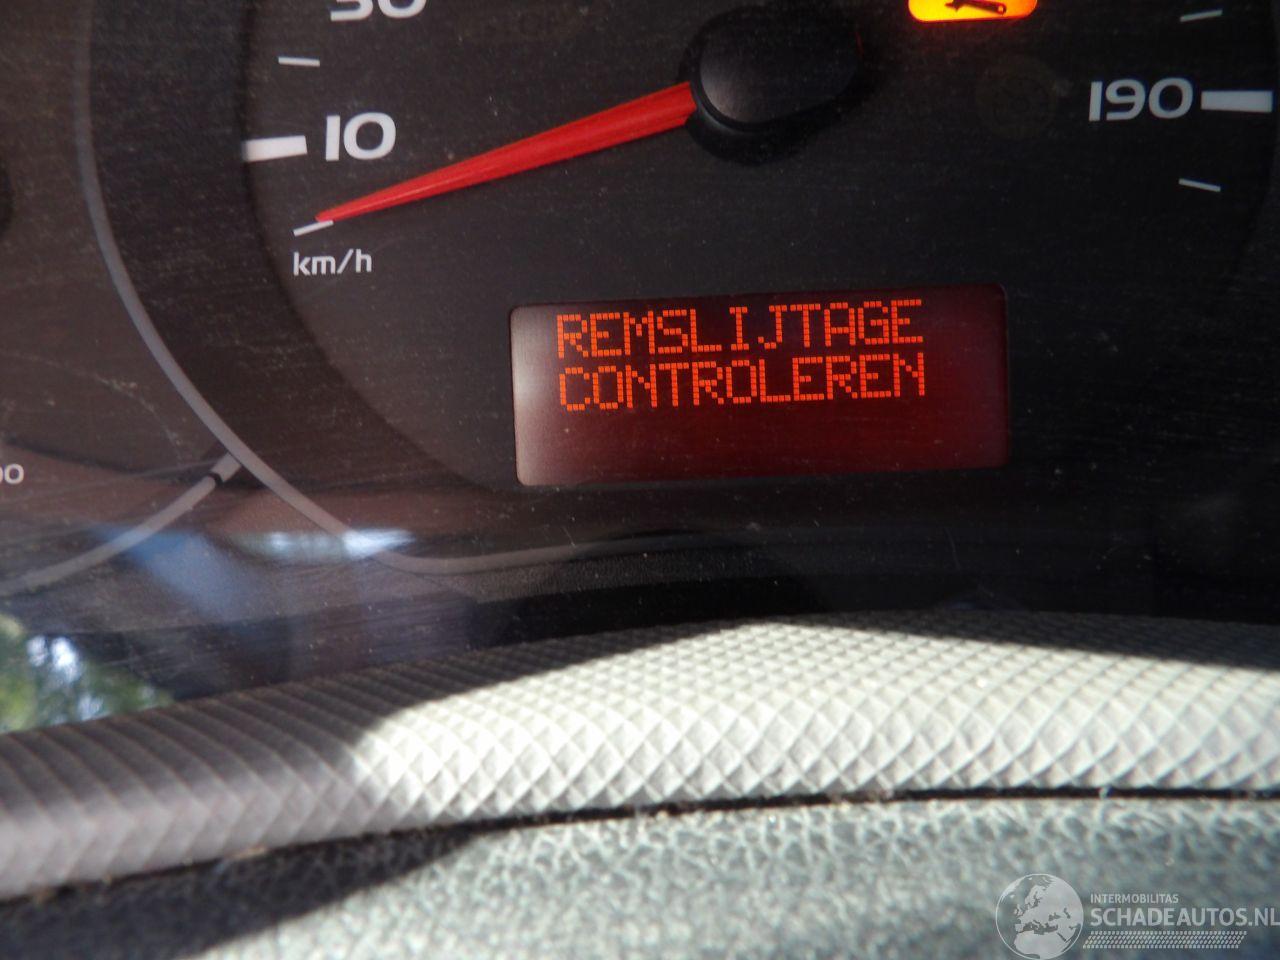 30
10
190
km/h
REMSLIJTAGE
CONTROLEREN
INTERMOBILITAS
SCHADEAUTOS.NL